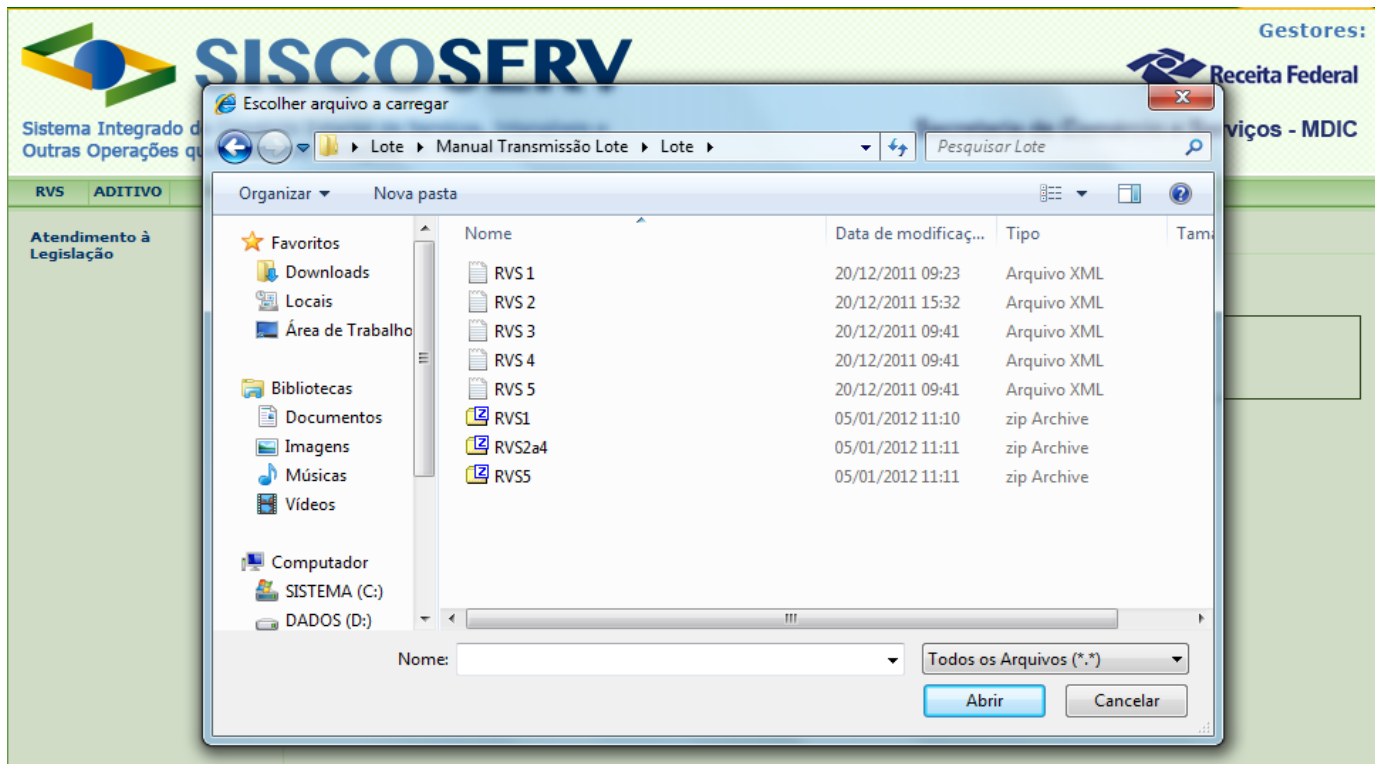 Gestores:
SISCOSERV
Receita Federal
Escolher arquivo a carregar
Sistema Integrado d
Outras Operações qu
viços - MDIC
Lote Manual Transmissão Lote Lote
Pesquisar Lote
RVS ADITIVO
Organizar Nova pasta
Atendimento à
Legislação
Favoritos
Downloads
Locais
Área de Trabalho
Bibliotecas
Documentos
Imagens
Músicas
Vídeos
Computador
SISTEMA (C:)
DADOS (D:)
Nome Data de modificaç... Tipo Tama
RVS 1 20/12/2011 09:23 Arquivo XML
RVS 2 20/12/2011 15:32 Arquivo XML
RVS 3 20/12/2011 09:41 Arquivo XML
RVS 4 20/12/2011 09:41 Arquivo XML
RVS 5 20/12/2011 09:41 Arquivo XML
RVS1 05/01/2012 11:10 zip Archive
RVS2a4 05/01/2012 11:11 zip Archive
RVS5 05/01/2012 11:11 zip Archive
Nome:
Todos os Arquivos (*.*)
Abrir Cancelar